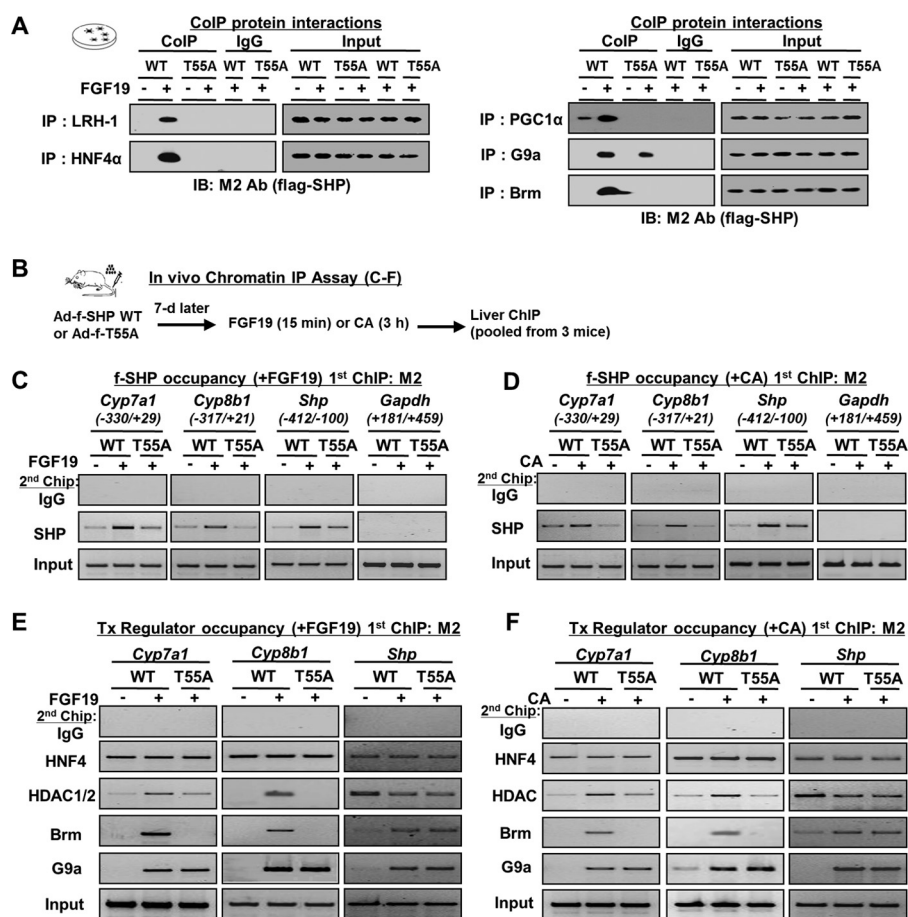 A
CoIP protein interactions
CoIP IgG Input
WT T55A WT T55A WT T55A WT T55A
FGF19 - + - + + + - + - + + +
IP : LRH-1
IP : HNF4α
IB: M2 Ab (flag-SHP)
CoIP protein interactions
CoIP IgG Input
WT T55A WT T55A WT T55A WT T55A
FGF19 - + - + + + - + - + + +
IP : PGC1α
IP : G9a
IP : Brm
IB: M2 Ab (flag-SHP)
B
In vivo Chromatin IP Assay (C-F)
Ad-f-SHP WT
or Ad-f-T55A
7-d later
FGF19 (15 min) or CA (3 h)
Liver ChIP
(pooled from 3 mice)
C
f-SHP occupancy (+FGF19) 1st ChIP: M2
Cyp7a1 Cyp8b1 Shp Gapdh
(-330/+29) (-317/+21) (-412/-100) (+181/+459)
WT T55A WT T55A WT T55A WT T55A
FGF19 - + + - + + - + + - + +
2nd Chip:
IgG
SHP
Input
D
f-SHP occupancy (+CA) 1st ChIP: M2
Cyp7a1 Cyp8b1 Shp Gapdh
(-330/+29) (-317/+21) (-412/-100) (+181/+459)
WT T55A WT T55A WT T55A WT T55A
CA - + + - + + - + + - + +
2nd Chip:
IgG
SHP
Input
E
Tx Regulator occupancy (+FGF19) 1st ChIP: M2
Cyp7a1 Cyp8b1 Shp
WT T55A WT T55A WT T55A
FGF19 - + + - + + - + +
2nd Chip:
IgG
HNF4
HDAC1/2
Brm
G9a
Input
F
Tx Regulator occupancy (+CA) 1st ChIP: M2
Cyp7a1 Cyp8b1 Shp
WT T55A WT T55A WT T55A
CA - + + - + + - + +
2nd Chip:
IgG
HNF4
HDAC
Brm
G9a
Input